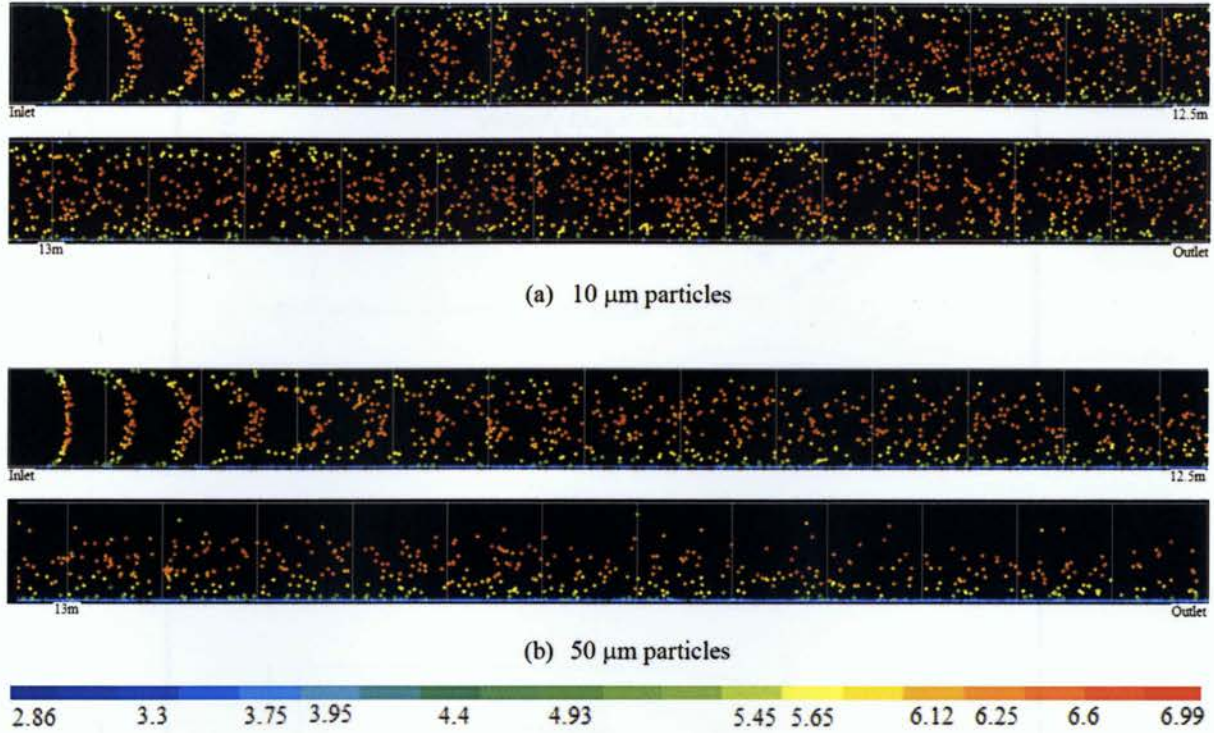 Inlet 12.5m
13m Outlet
(a) 10 μm particles
Inlet 12.5m
13m Outlet
(b) 50 μm particles
2.86 3.3 3.75 3.95 4.4 4.93 5.45 5.65 6.12 6.25 6.6 6.99